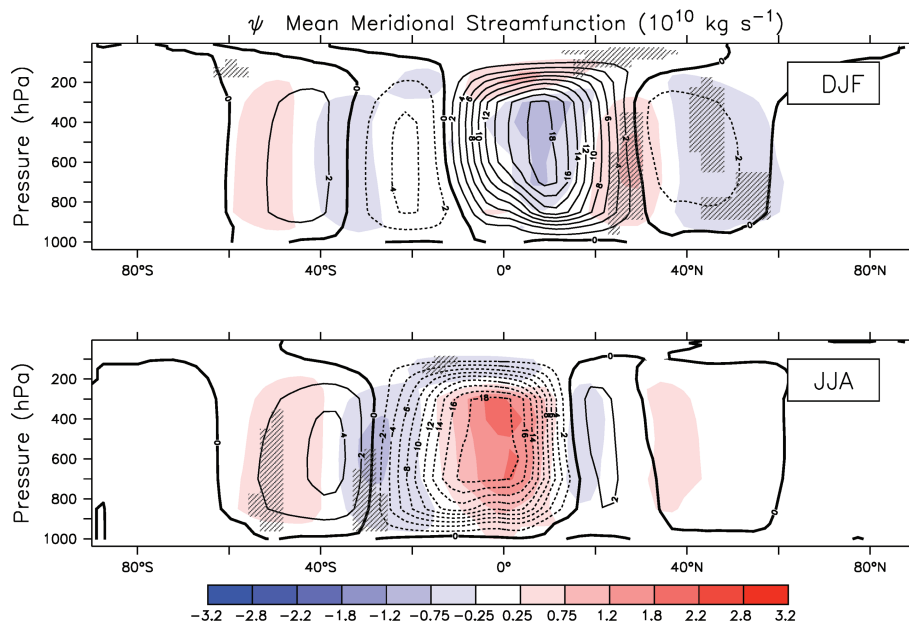 ψ Mean Meridional Streamfunction (10¹⁰ kg s⁻¹)
DJF
Pressure (hPa)
200
400
600
800
1000
80°S 40°S 0° 40°N 80°N
JJA
Pressure (hPa)
200
400
600
800
1000
80°S 40°S 0° 40°N 80°N
-3.2 -2.8 -2.2 -1.8 -1.2 -0.75 -0.25 0.25 0.75 1.2 1.8 2.2 2.8 3.2